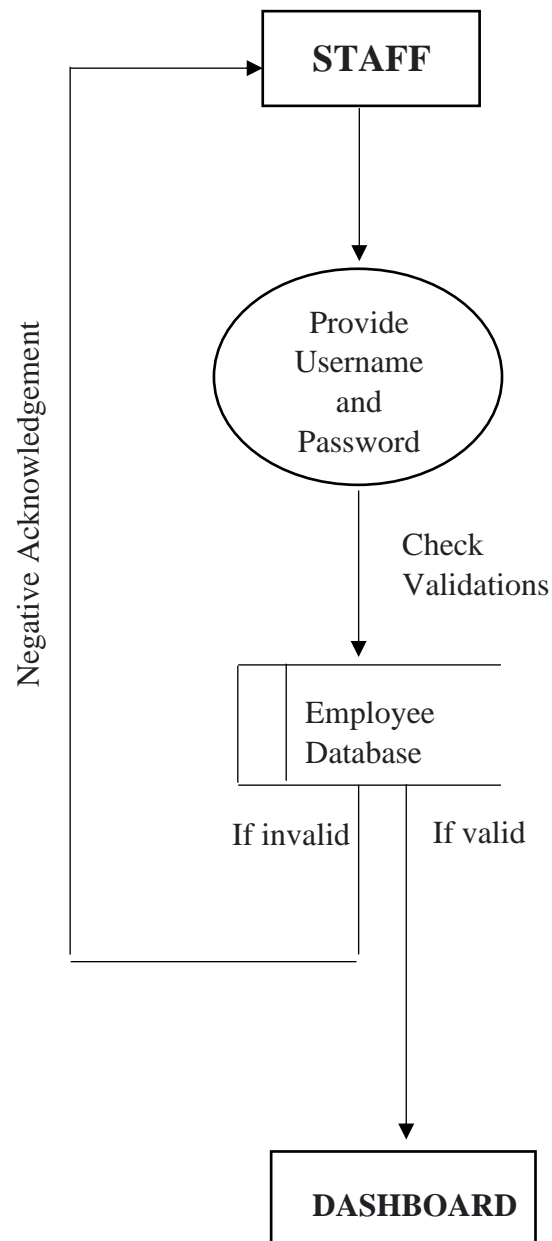 STAFF
Provide
Username
and
Password
Negative Acknowledgement
Check
Validations
Employee
Database
If invalid
If valid
DASHBOARD